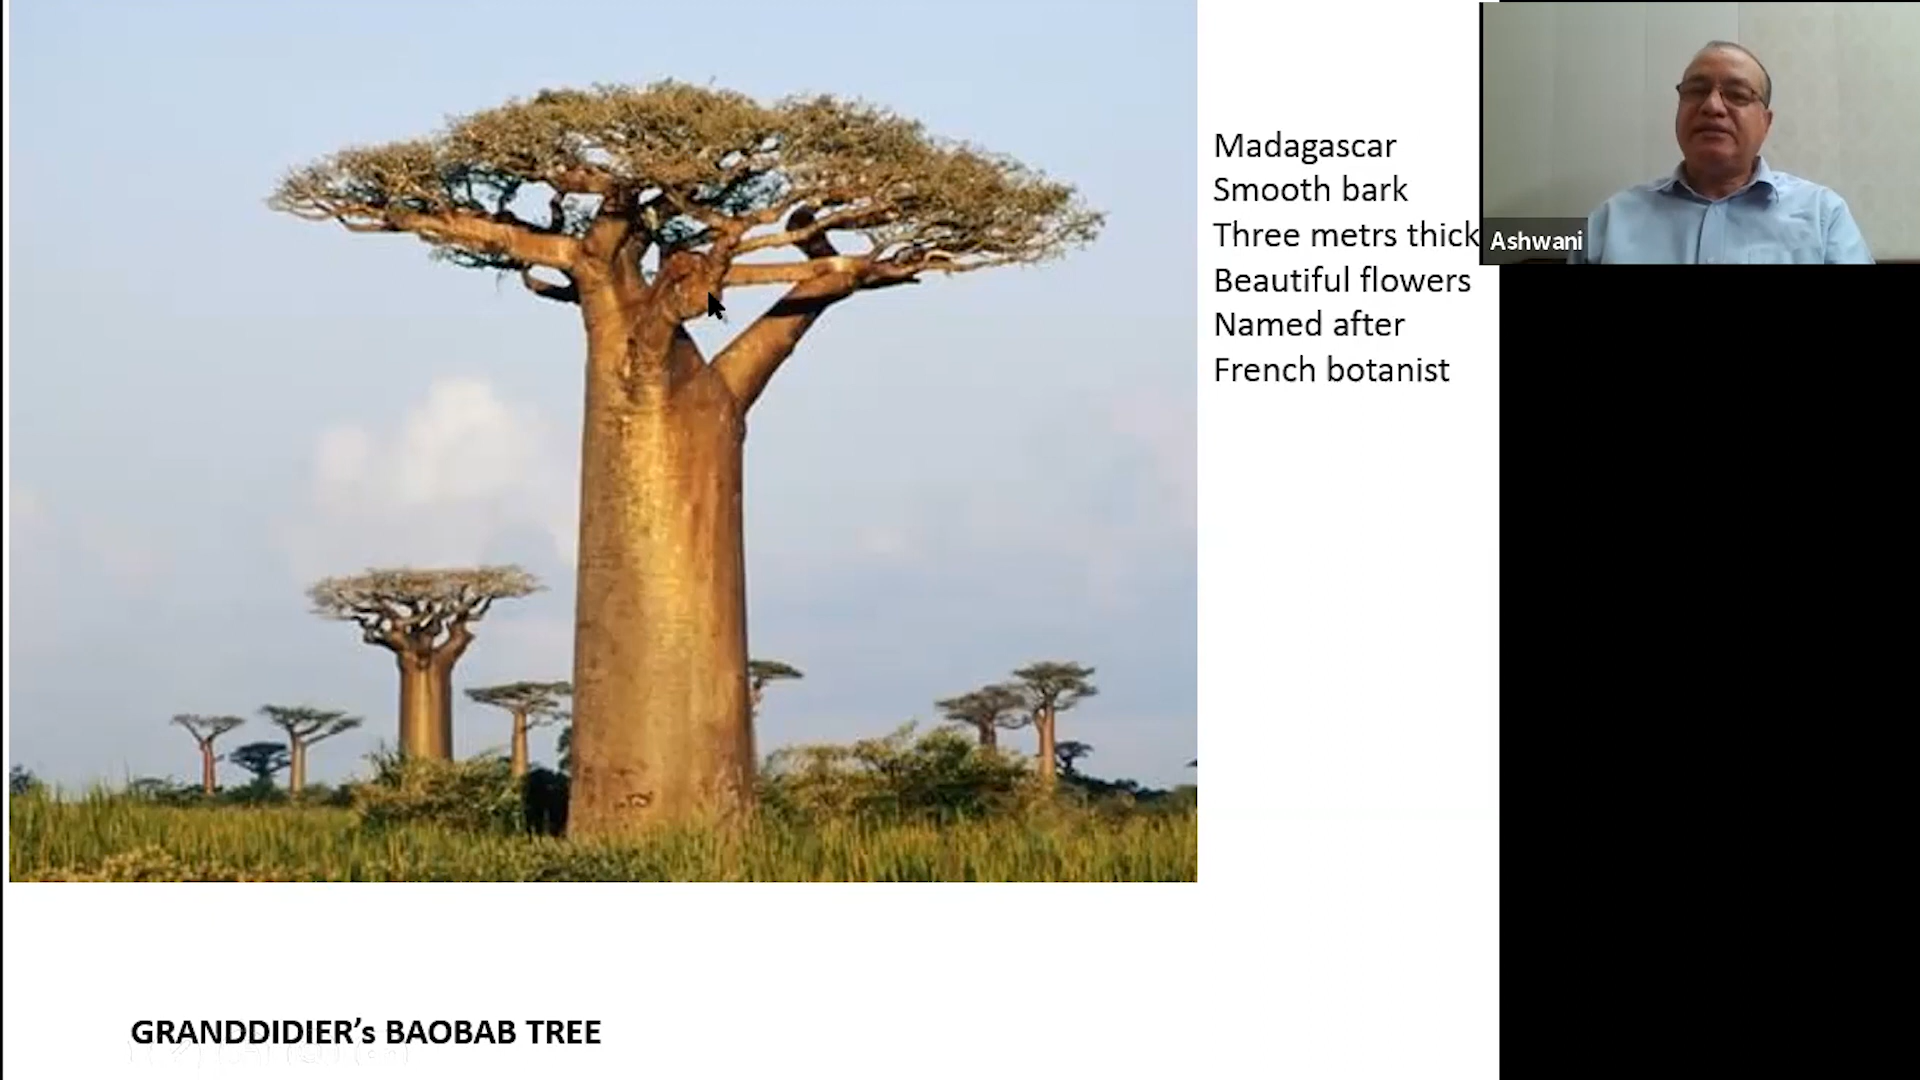 Madagascar
Smooth bark
Three metrs thick
Beautiful flowers
Named after
French botanist
Ashwani
GRANDDIDIER’s BAOBAB TREE